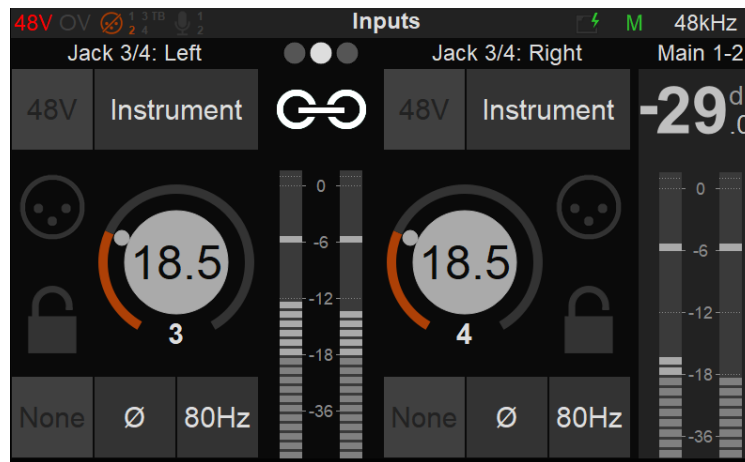 48V OV 1 3 TB 2 4 1 2 Inputs M 48kHz
Jack 3/4: Left Jack 3/4: Right Main 1-2
48V Instrument 48V Instrument -29 d .0
0 0
-6 -6
18.5 18.5
-12 -12
3 4
-18 -18
None Ø 80Hz -36 None Ø 80Hz -36